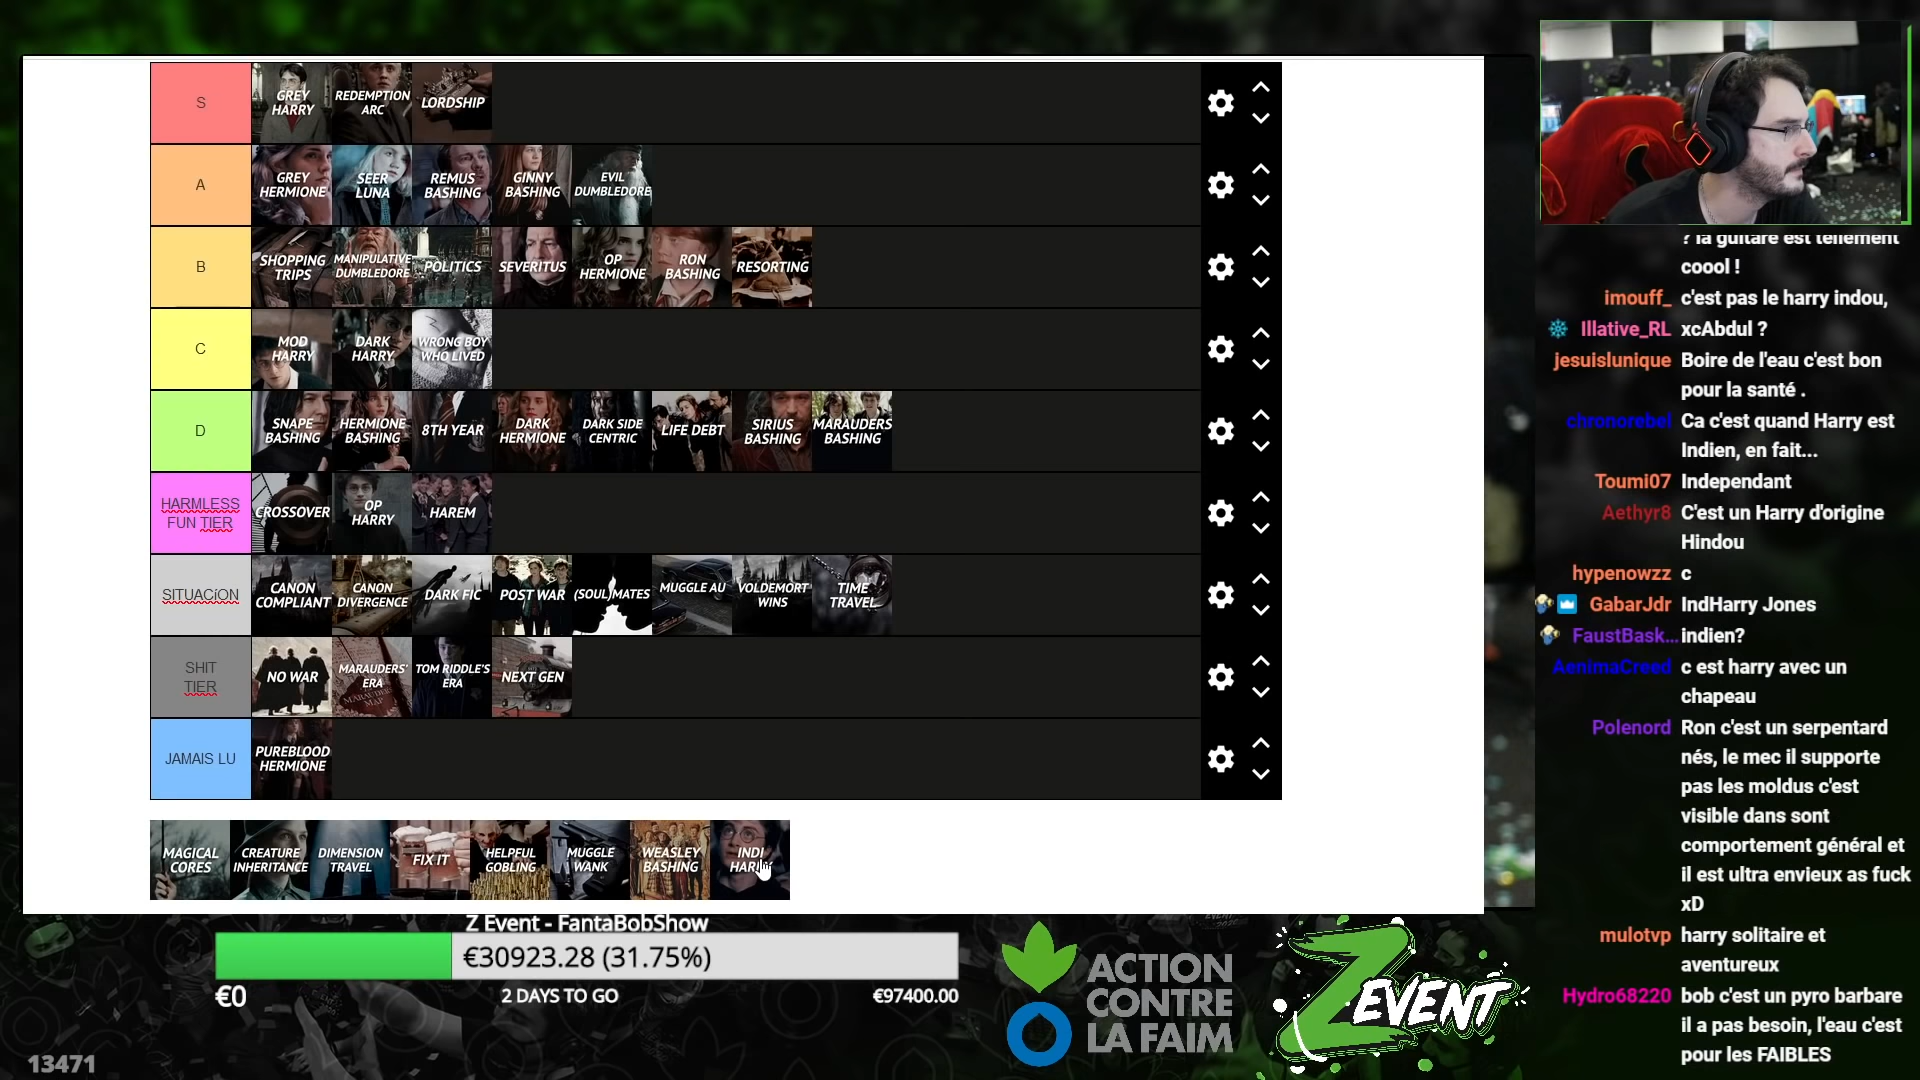 S
GREY
HARRY
REDEMPTION
ARC
LORDSHIP
A
GREY
HERMIONE
SEER
LUNA
REMUS
BASHING
GINNY
BASHING
EVIL
DUMBLEDORE
B
SHOPPING
TRIPS
MANIPULATIVE
DUMBLEDORE
POLITICS
SEVERITUS
OP
HERMIONE
RON
BASHING
RESORTING
C
MOD
HARRY
DARK
HARRY
WRONG BOY
WHO LIVED
D
SNAPE
BASHING
HERMIONE
BASHING
8TH YEAR
DARK
HERMIONE
DARK SIDE
CENTRIC
LIFE DEBT
SIRIUS
BASHING
MARAUDERS
BASHING
HARMLESS
FUN TIER
CROSSOVER
OP
HARRY
HAREM
SITUACíON
CANON
COMPLIANT
CANON
DIVERGENCE
DARK FIC
POST WAR
(SOUL)MATES
MUGGLE AU
VOLDEMORT
WINS
TIME
TRAVEL
SHIT
TIER
NO WAR
MARAUDERS'
ERA
TOM RIDDLE'S
ERA
NEXT GEN
JAMAIS LU
PUREBLOOD
HERMIONE
MAGICAL
CORES
CREATURE
INHERITANCE
DIMENSION
TRAVEL
FIX IT
HELPFUL
GOBLING
MUGGLE
WANK
WEASLEY
BASHING
INDI
? la guitare est tellement
coool !
imouff_ c'est pas le harry indou,
Illative_RL xcAbdul ?
jesuislunique Boire de l'eau c'est bon
pour la santé .
chronorebel Ca c'est quand Harry est
Indien, en fait...
Toumi07 Independant
Aethyr8 C'est un Harry d'origine
Hindou
hypenowzz c
GabarJdr IndHarry Jones
FaustBask... indien?
AenimaCreed c est harry avec un
chapeau
Polenord Ron c'est un serpentard
nés, le mec il supporte
pas les moldus c'est
visible dans sont
comportement général et
il est ultra envieux as fuck
xD
mulotvp harry solitaire et
aventureux
Hydro68220 bob c'est un pyro barbare
il a pas besoin, l'eau c'est
pour les FAIBLES
Z Event - FantaBobShow
€30923.28 (31.75%)
€0
2 DAYS TO GO
€97400.00
ACTION
CONTRE
LA FAIM
Z EVENT
13471